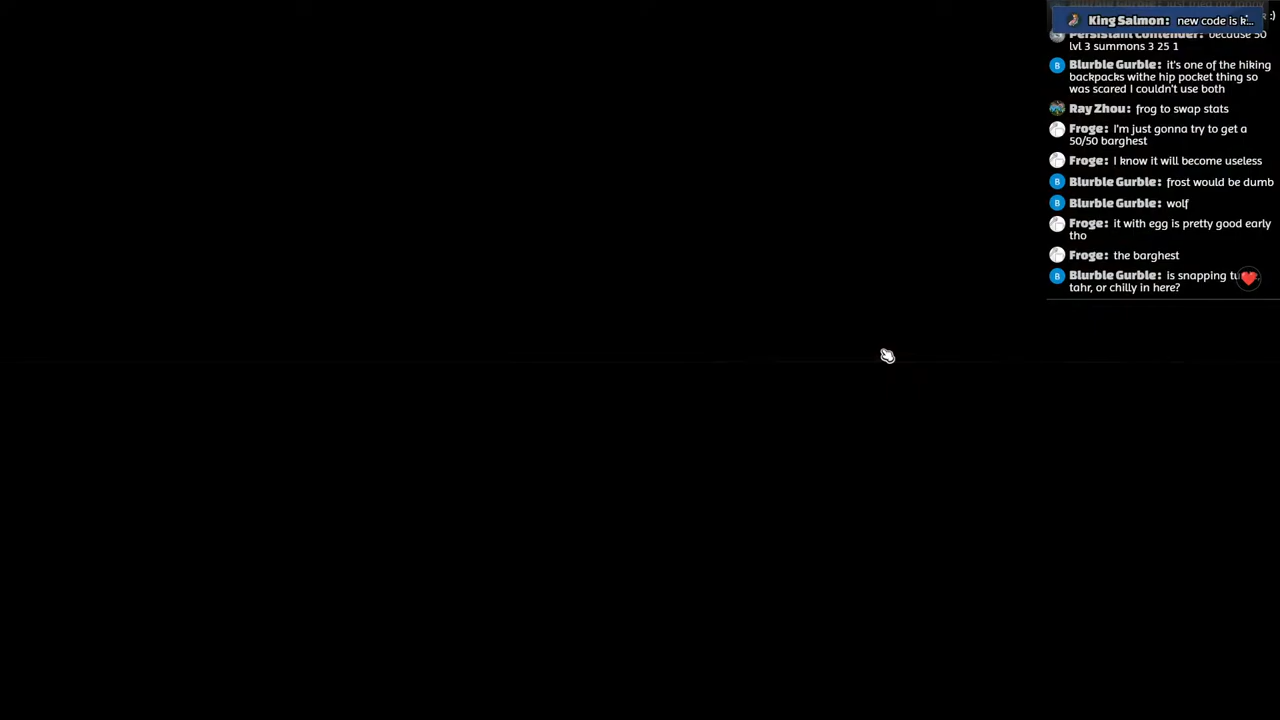 King Salmon: new code is k...
Persistant Contender: because 50
lvl 3 summons 3 25 1
Blurble Gurble: it's one of the hiking
backpacks withe hip pocket thing so
was scared I couldn't use both
Ray Zhou: frog to swap stats
Froge: I'm just gonna try to get a
50/50 barghest
Froge: I know it will become useless
Blurble Gurble: frost would be dumb
Blurble Gurble: wolf
Froge: it with egg is pretty good early
tho
Froge: the barghest
Blurble Gurble: is snapping
tahr, or chilly in here?